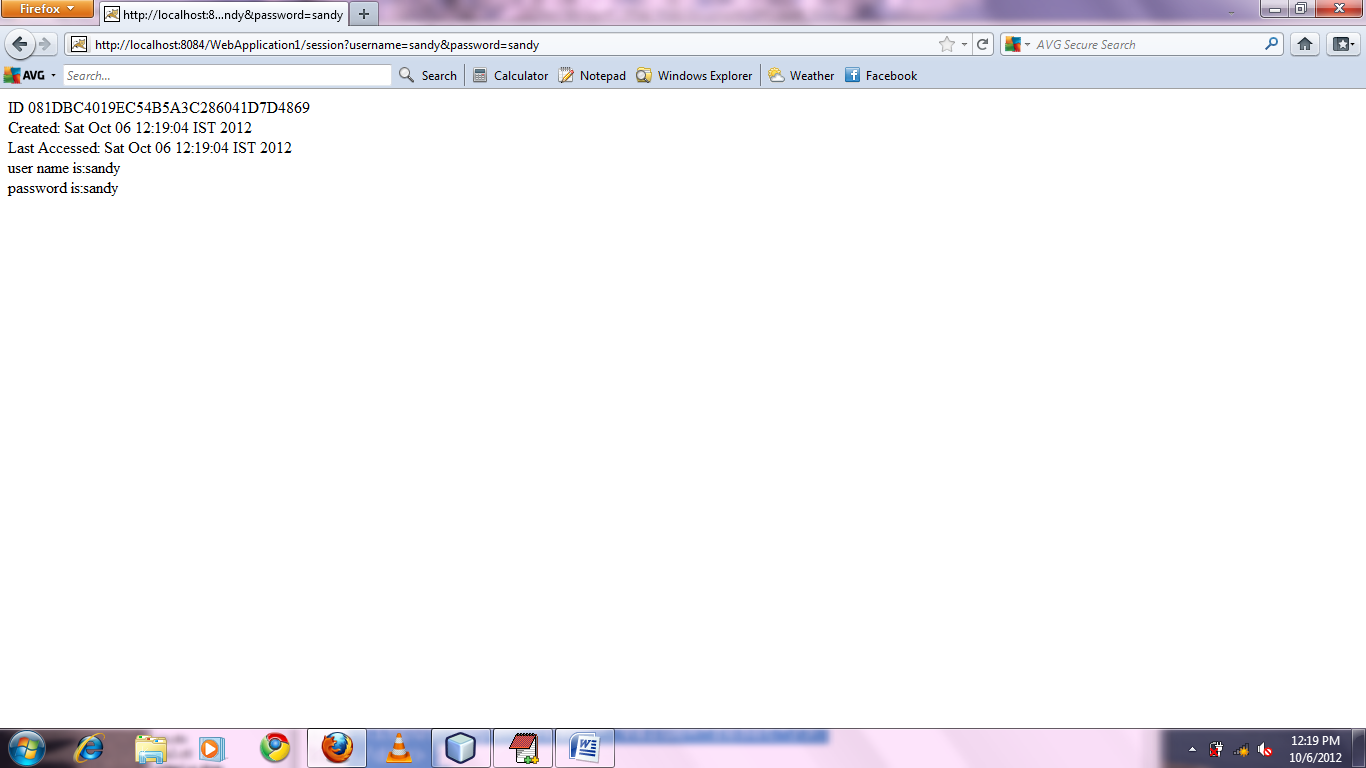 Firefox
http://localhost:8...ndy&password=sandy
http://localhost:8084/WebApplication1/session?username=sandy&password=sandy
AVG Secure Search
AVG Search... Search Calculator Notepad Windows Explorer Weather Facebook
ID 081DBC4019EC54B5A3C286041D7D4869
Created: Sat Oct 06 12:19:04 IST 2012
Last Accessed: Sat Oct 06 12:19:04 IST 2012
user name is:sandy
password is:sandy
12:19 PM
10/6/2012